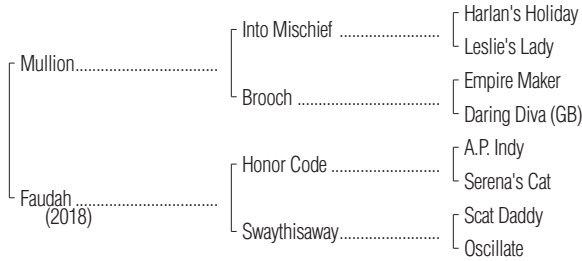 Mullion
Faudah
(2018)
Into Mischief
Brooch
Honor Code
Swaythisaway
Harlan's Holiday
Leslie's Lady
Empire Maker
Daring Diva (GB)
A.P. Indy
Serena's Cat
Scat Daddy
Oscillate